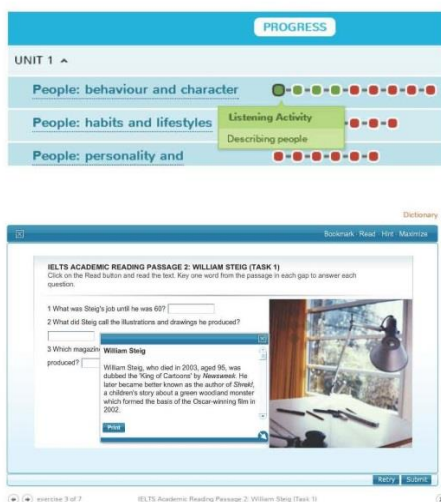 PROGRESS
UNIT 1
People: behaviour and character
Listening Activity
People: habits and lifestyles
Describing people
People: personality and
Dictionary
Bookmark Read Hint Maximize
IELTS ACADEMIC READING PASSAGE 2: WILLIAM STEIG (TASK 1)
Click on the Read button and read the text. Key one word from the passage in each gap to answer each
question.
1 What was Steig's job until he was 60?
2 What did Steig call the illustrations and drawings he produced?
3 Which magazin
produced?
William Steig
William Steig, who died in 2003, aged 95, was
dubbed the 'King of Cartoons' by Newsweek. He
later became better known as the author of Shrek!,
a children's story about a green woodland monster
which formed the basis of the Oscar-winning film in
2002.
Print
Retry Submit
exercise 3 of 7 IELTS Academic Reading Passage 2: William Steig (Task 1)